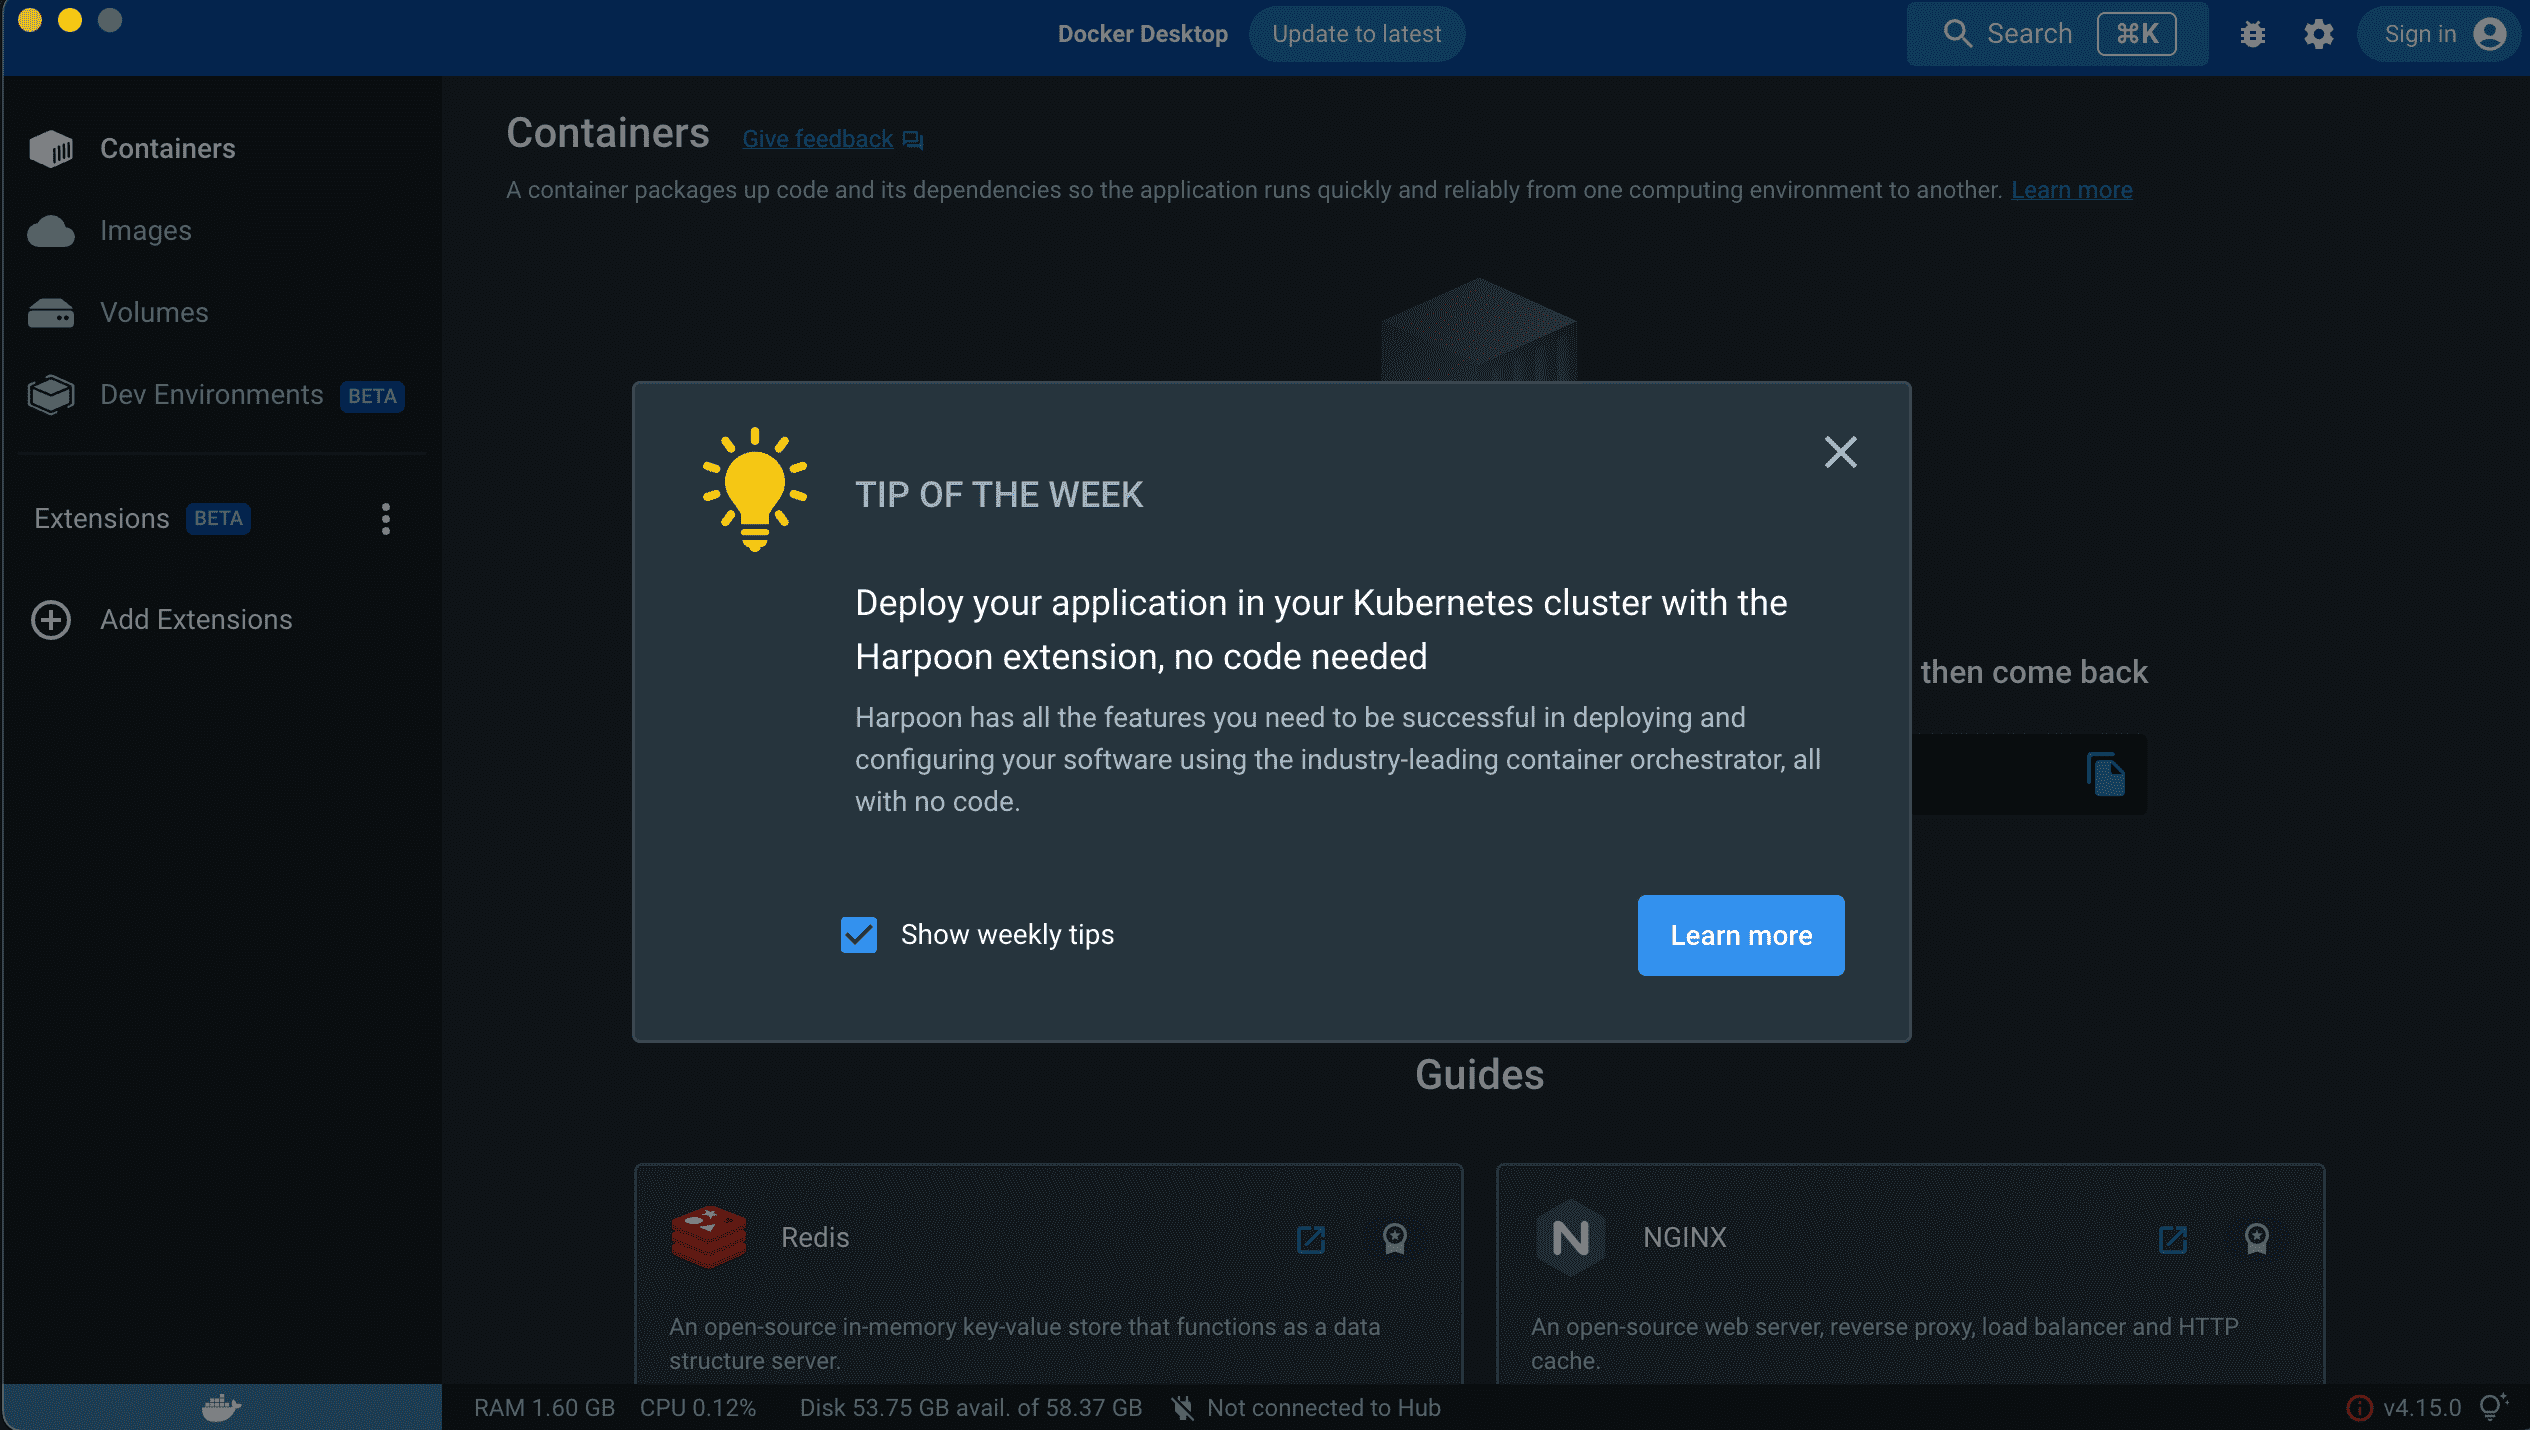 Docker Desktop
Update to latest
Search
⌘K
Sign in
Containers
Images
Volumes
Dev Environments BETA
Extensions BETA
Add Extensions
Containers
Give feedback
A container packages up code and its dependencies so the application runs quickly and reliably from one computing environment to another. Learn more
TIP OF THE WEEK
Deploy your application in your Kubernetes cluster with the
Harpoon extension, no code needed
Harpoon has all the features you need to be successful in deploying and
configuring your software using the industry-leading container orchestrator, all
with no code.
Show weekly tips
Learn more
then come back
Guides
Redis
An open-source in-memory key-value store that functions as a data
structure server.
N
NGINX
An open-source web server, reverse proxy, load balancer and HTTP
cache.
RAM 1.60 GB CPU 0.12% Disk 53.75 GB avail. of 58.37 GB Not connected to Hub
v4.15.0